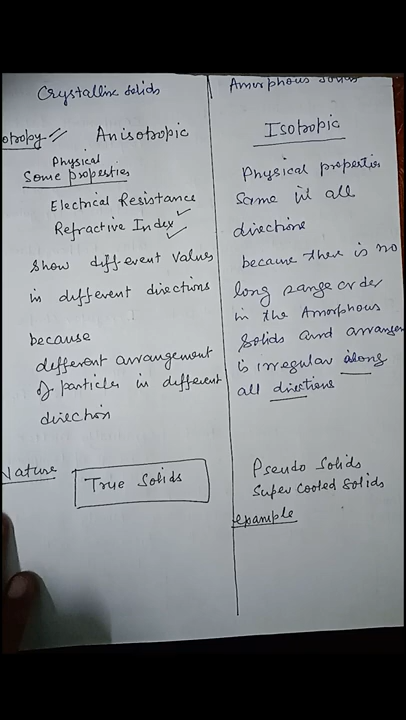 Crystalline solids
otropy Anisotropic
Physical
Some properties
Electrical Resistance
Refractive Index
Show different values
in different directions
because
different arrangement
of particles in different
direction
Nature
True Solids
Amorphous Solids
Isotropic
Physical properties
Same in all
directions
because there is no
long range order
in the Amorphous
Solids and arrangem
is irregular along
all directions
Pseudo Solids
Super cooled Solids
example